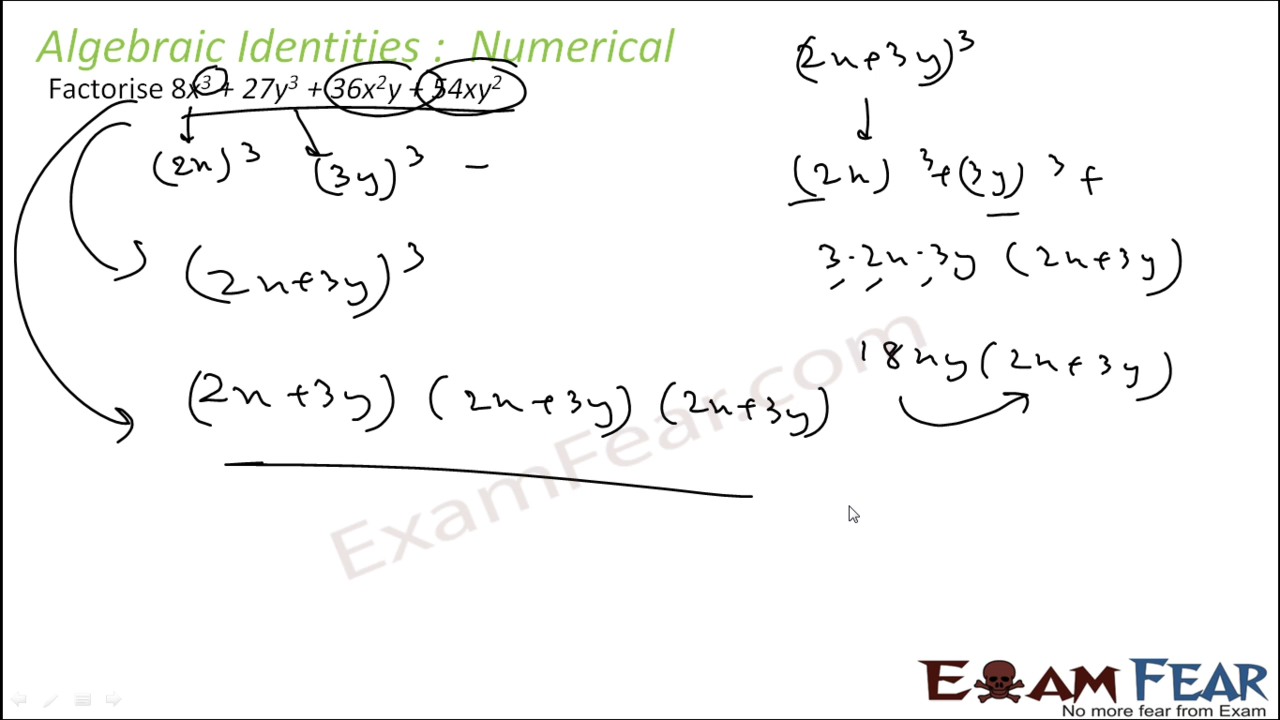 Algebraic Identities : Numerical
Factorise 8x³ + 27y³ + 36x²y + 54xy²
(2x)³ (3y)³ –
(2x+3y)³
(2x+3y) (2x+3y) (2x+3y)
(2x+3y)³
(2x)³+(3y)³+
3·2x·3y (2x+3y)
18xy(2x+3y)
ExamFear.com
EXAM FEAR
No more fear from Exam